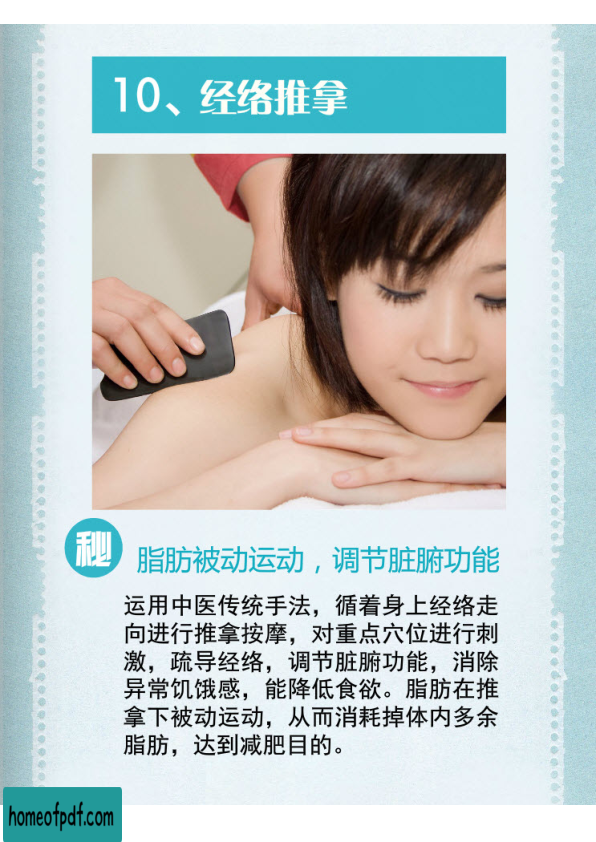 10、经络推拿
秘
脂肪被动运动，调节脏腑功能
运用中医传统手法，循着身上经络走
向进行推拿按摩，对重点穴位进行刺
激，疏导经络，调节脏腑功能，消除
异常饥饿感，能降低食欲。脂肪在推
拿下被动运动，从而消耗掉体内多余
脂肪，达到减肥目的。
homeofpdf.com